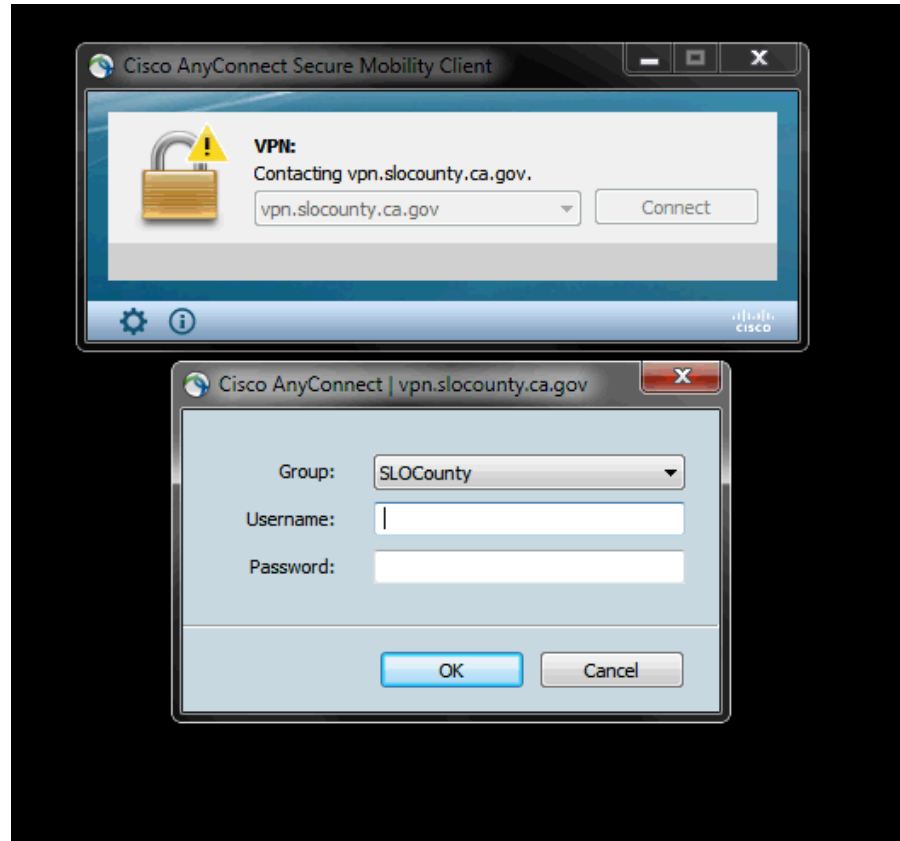 Cisco AnyConnect Secure Mobility Client
VPN:
Contacting vpn.slocounty.ca.gov.
vpn.slocounty.ca.gov
Connect
cisco
Cisco AnyConnect | vpn.slocounty.ca.gov
Group:
SLOCounty
Username:
Password:
OK
Cancel